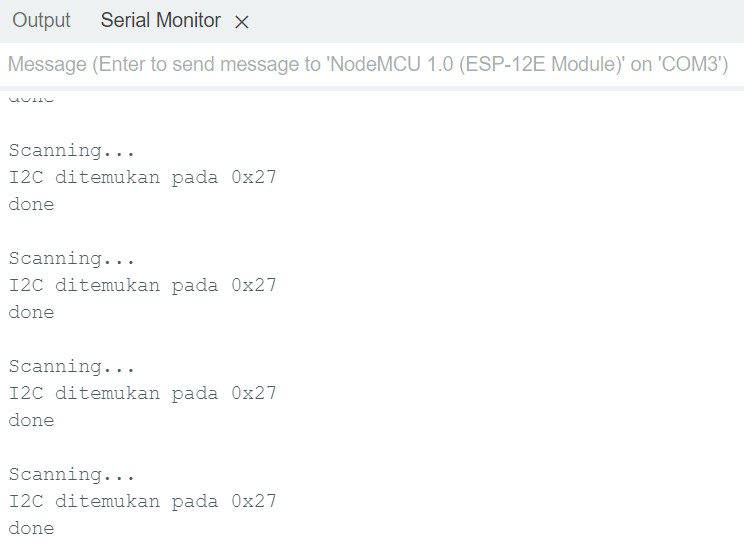 Output Serial Monitor ×
Message (Enter to send message to 'NodeMCU 1.0 (ESP-12E Module)' on 'COM3')
done
Scanning...
I2C ditemukan pada 0x27
done
Scanning...
I2C ditemukan pada 0x27
done
Scanning...
I2C ditemukan pada 0x27
done
Scanning...
I2C ditemukan pada 0x27
done